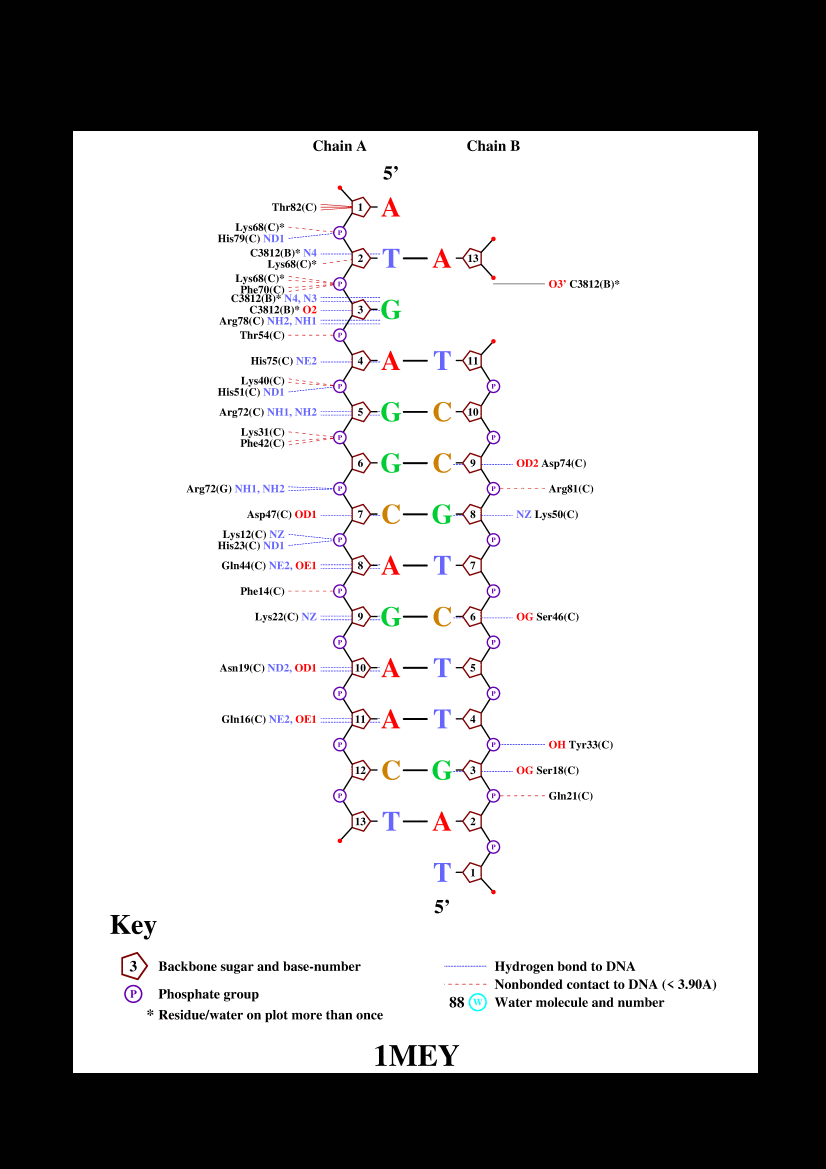 Chain A Chain B
5’
Thr82(C) 1 A
Lys68(C)*
P
His79(C) ND1
C3812(B)* N4
2 T A 13
Lys68(C)*
Lys68(C)*
P
O3’ C3812(B)*
Phe70(C)
C3812(B)* N4, N3
C3812(B)* O2 3 G
Arg78(C) NH2, NH1
Thr54(C) P
His75(C) NE2 4 A T 11
Lys40(C)
P P
His51(C) ND1
Arg72(C) NH1, NH2 5 G C 10
Lys31(C)
P P
Phe42(C)
6 G C 9 OD2 Asp74(C)
Arg72(G) NH1, NH2 P P Arg81(C)
Asp47(C) OD1 7 C G 8 NZ Lys50(C)
Lys12(C) NZ
P P
His23(C) ND1
Gln44(C) NE2, OE1 8 A T 7
Phe14(C) P P
Lys22(C) NZ 9 G C 6 OG Ser46(C)
P P
Asn19(C) ND2, OD1 10 A T 5
P P
Gln16(C) NE2, OE1 11 A T 4
P P OH Tyr33(C)
12 C G 3 OG Ser18(C)
P P Gln21(C)
13 T A 2
P
T 1
5’
Key
3 Backbone sugar and base-number
P Phosphate group
* Residue/water on plot more than once
Hydrogen bond to DNA
Nonbonded contact to DNA (< 3.90A)
88 W Water molecule and number
1MEY